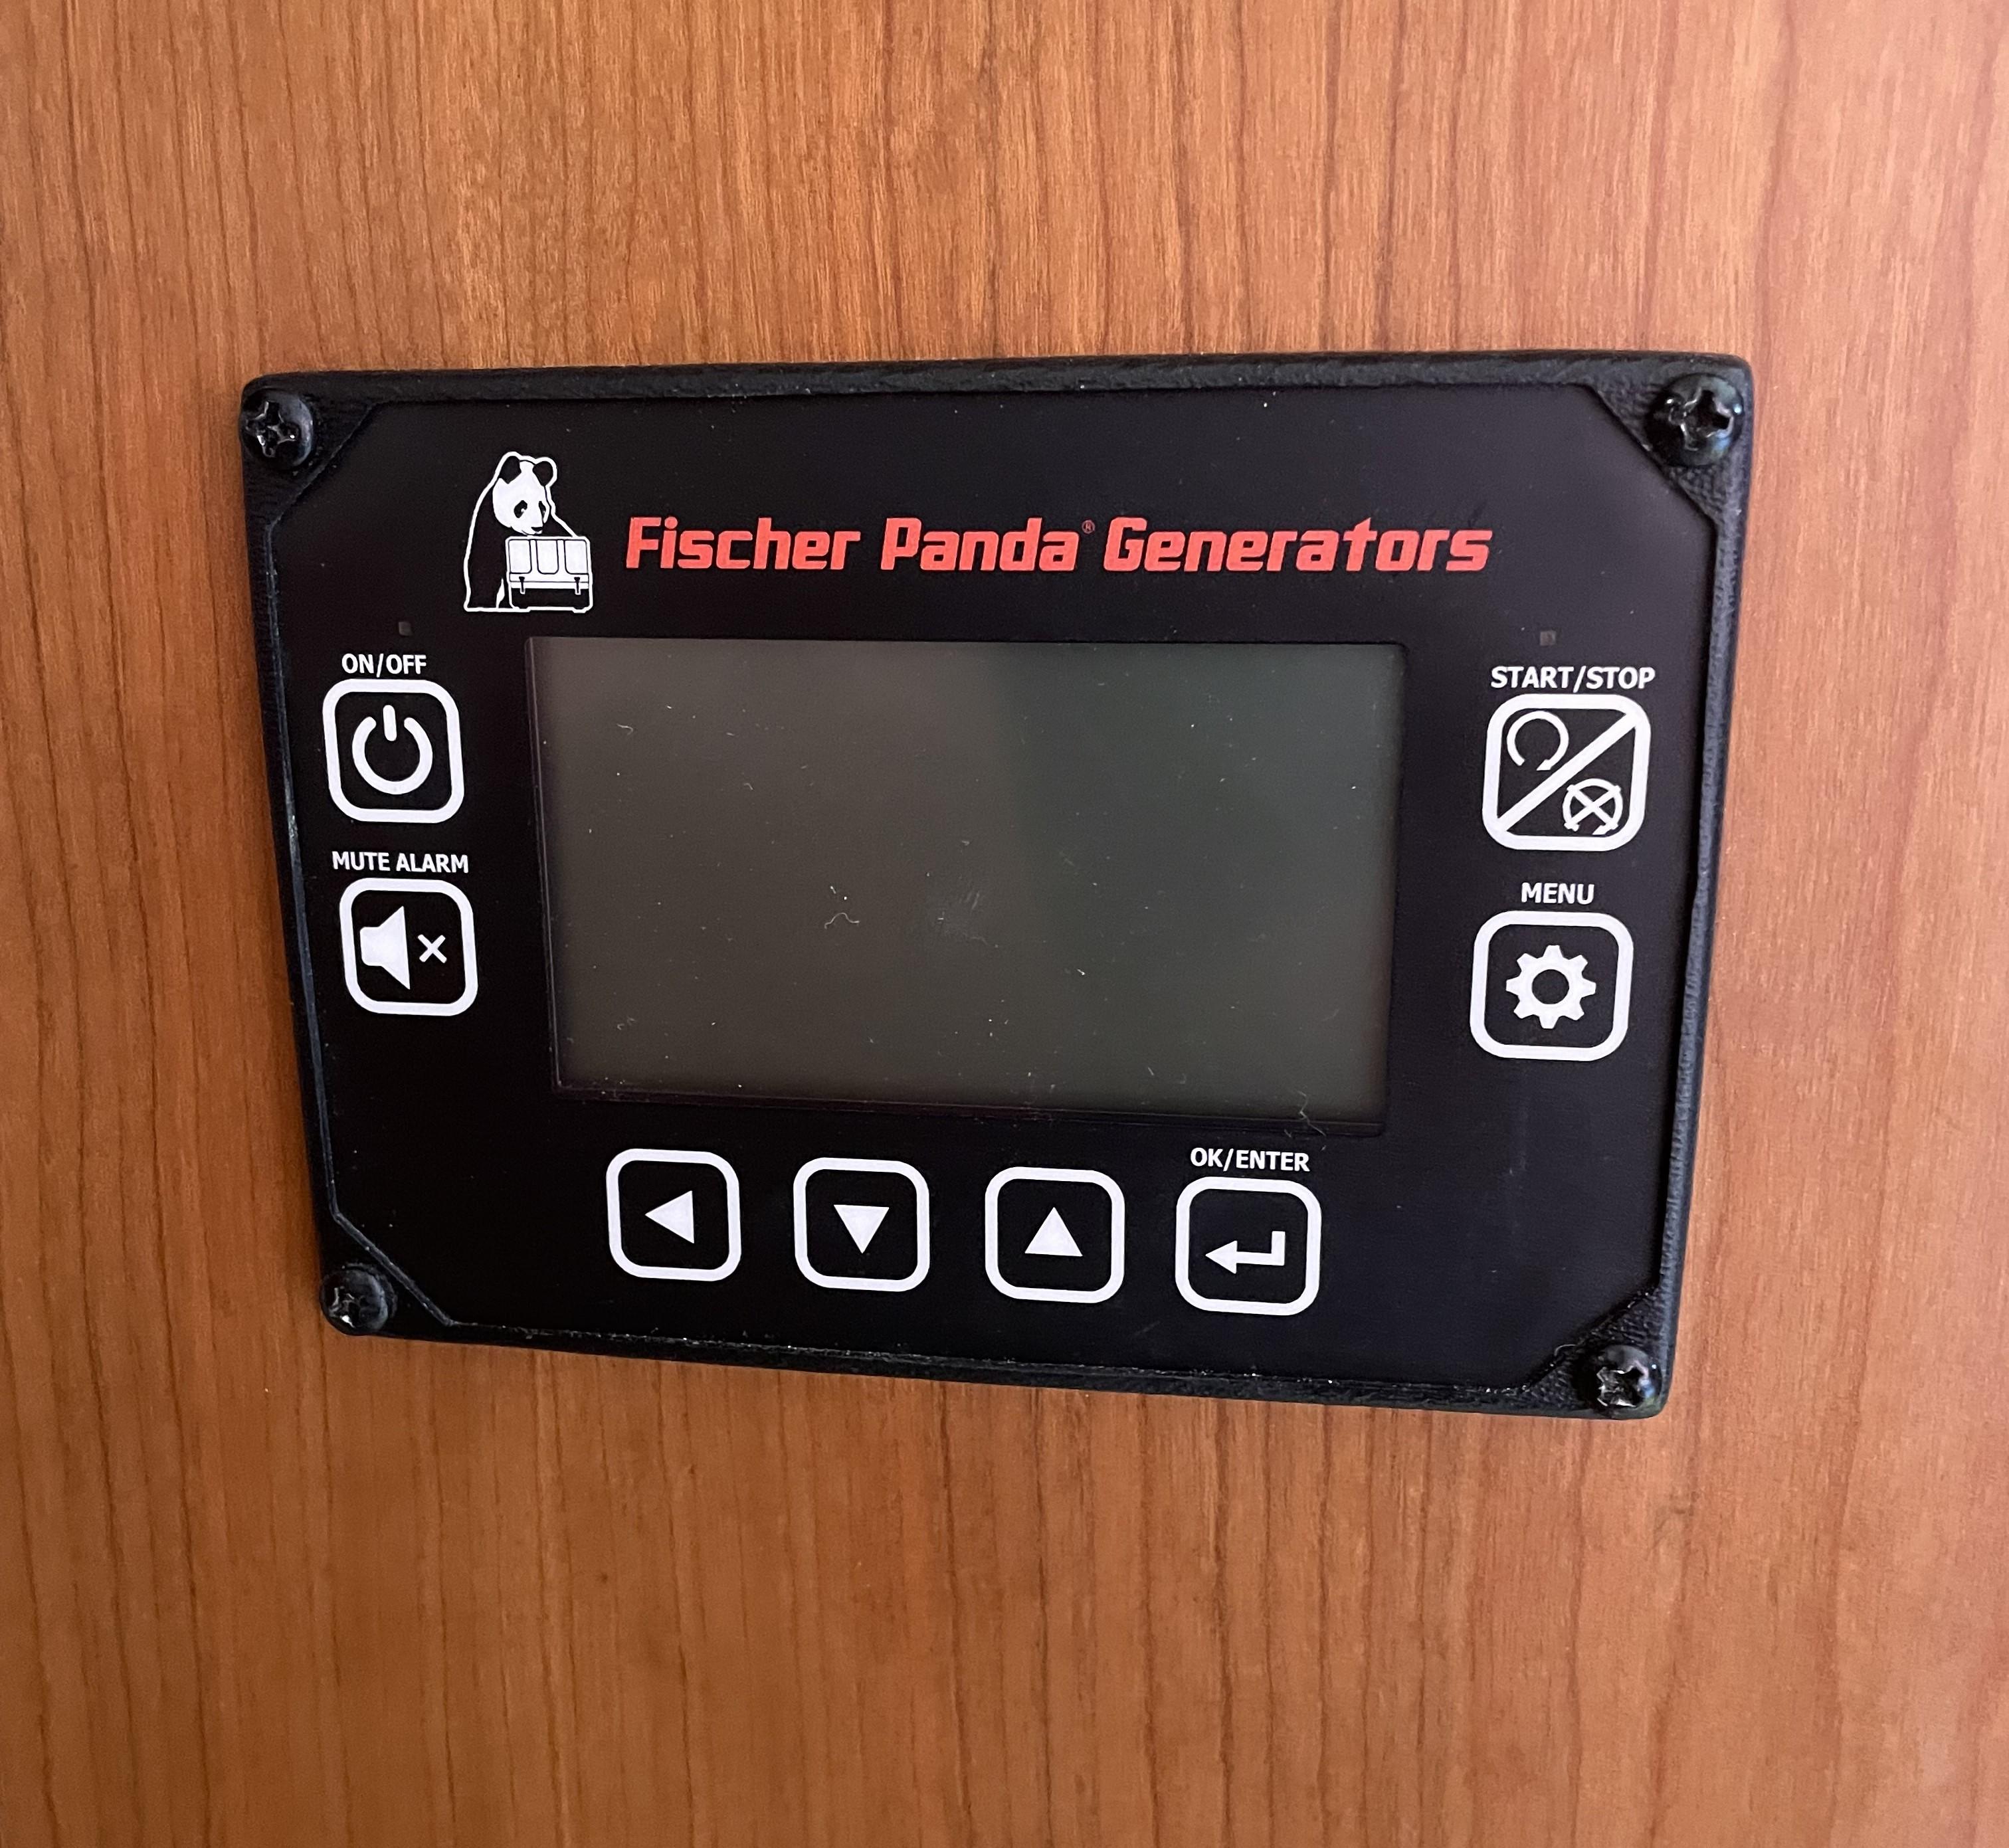 Fischer Panda® Generators
ON/OFF
START/STOP
MUTE ALARM
MENU
OK/ENTER